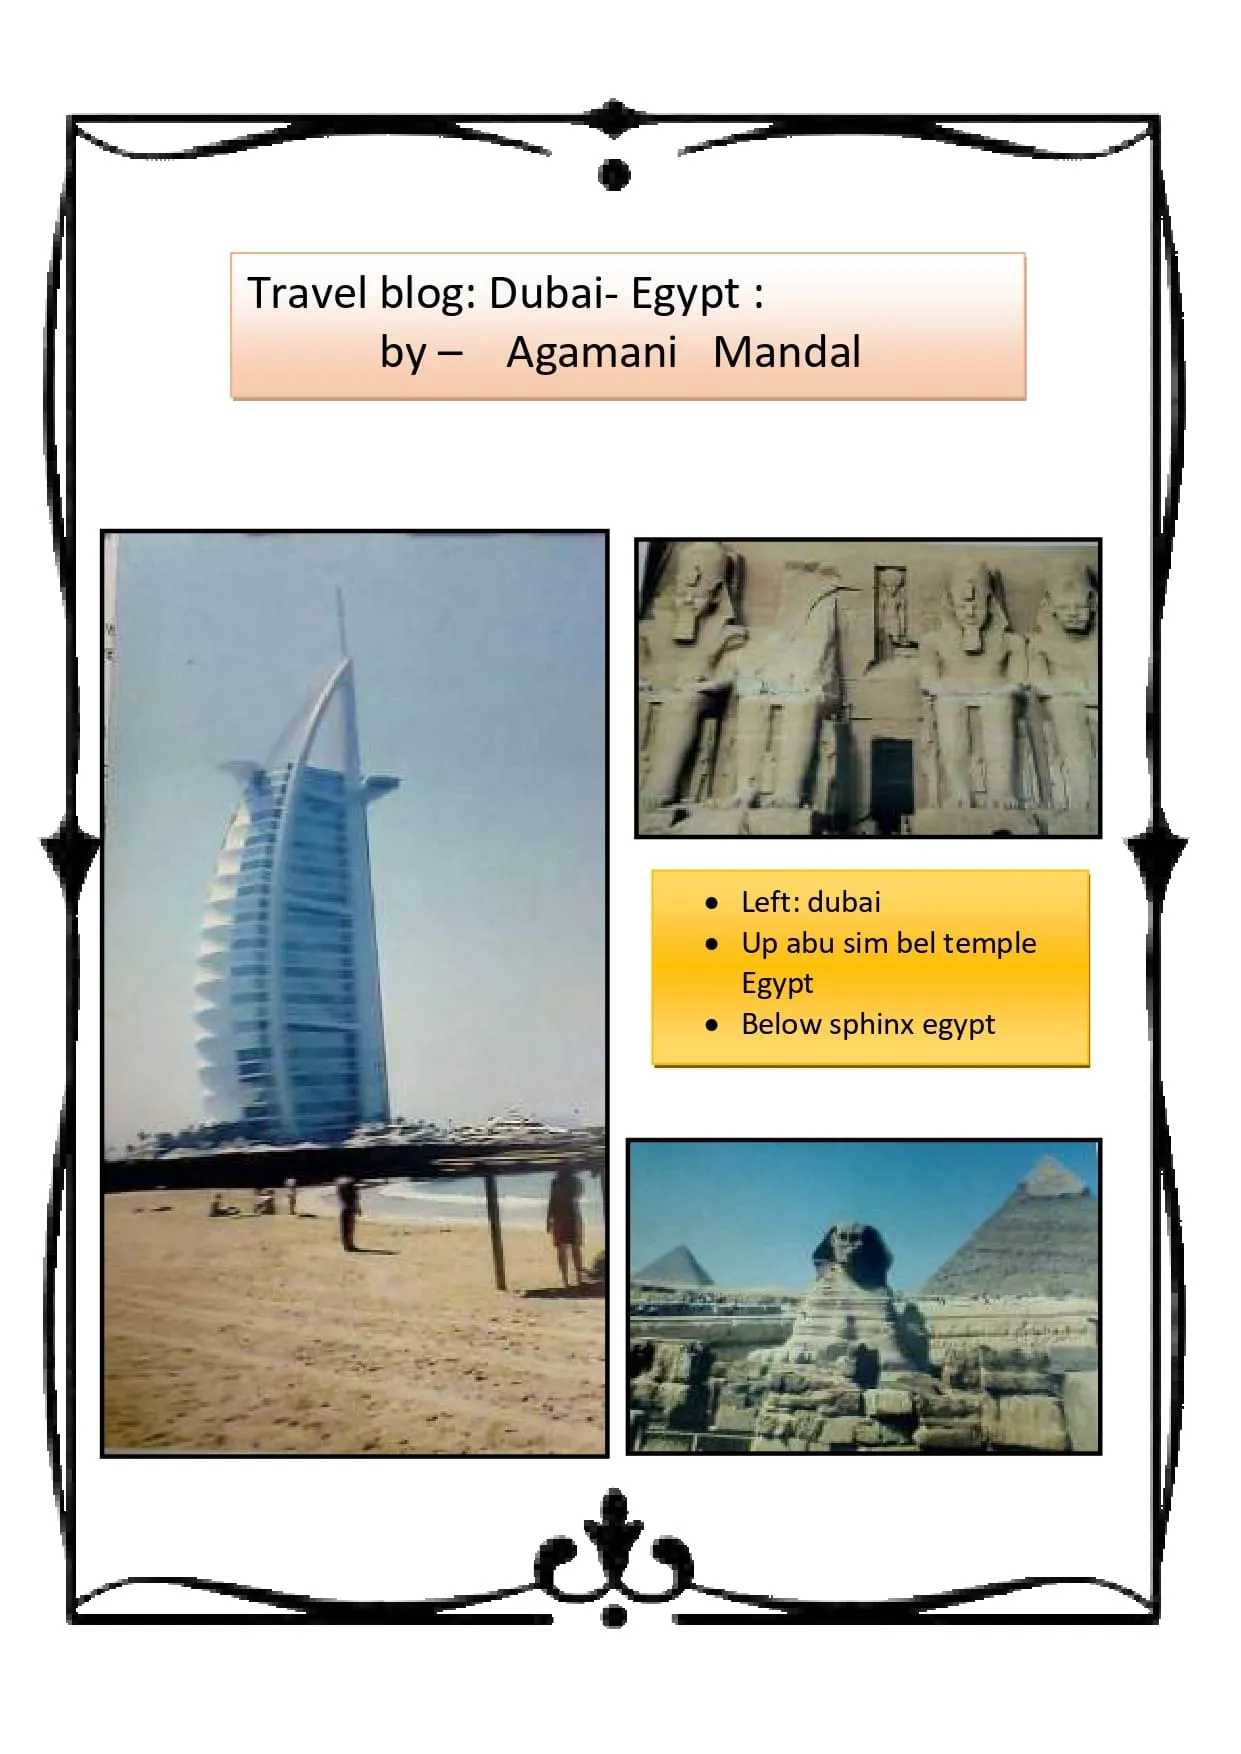 Travel blog: Dubai- Egypt :
by – Agamani Mandal
• Left: dubai
• Up abu sim bel temple
Egypt
• Below sphinx egypt